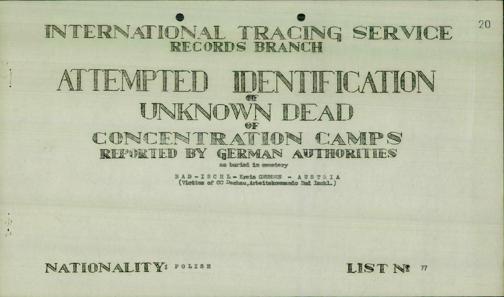 20
INTERNATIONAL TRACING SERVICE
RECORDS BRANCH
ATTEMPTED IDENTIFICATION
OF
UNKNOWN DEAD
OF
CONCENTRATION CAMPS
REPORTED BY GERMAN AUTHORITIES
as buried in cemetery
BAD-ISCHL - Kreis GMUNDEN - AUSTRIA
(Victims of CC Dachau, Arbeitskommando Bad Ischl.)
NATIONALITY: POLISH LIST Nº 77